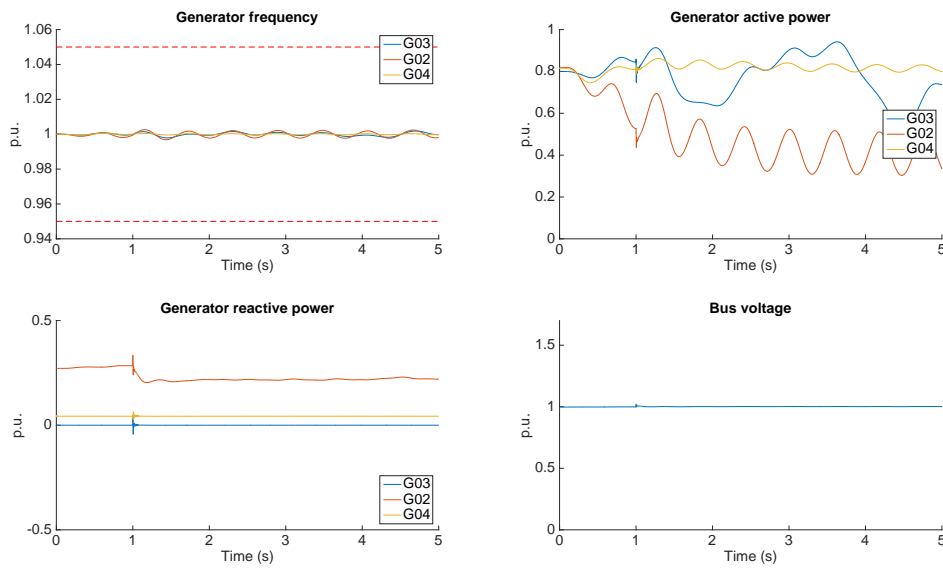 Generator frequency
1.06
1.04
1.02
1
0.98
0.96
0.94
p.u.
0 1 2 3 4 5
Time (s)
G03
G02
G04
Generator active power
1
0.8
0.6
0.4
0.2
0
p.u.
0 1 2 3 4 5
Time (s)
G03
G02
G04
Generator reactive power
0.5
0
-0.5
p.u.
0 1 2 3 4 5
Time (s)
G03
G02
G04
Bus voltage
1.5
1
0.5
0
p.u.
0 1 2 3 4 5
Time (s)